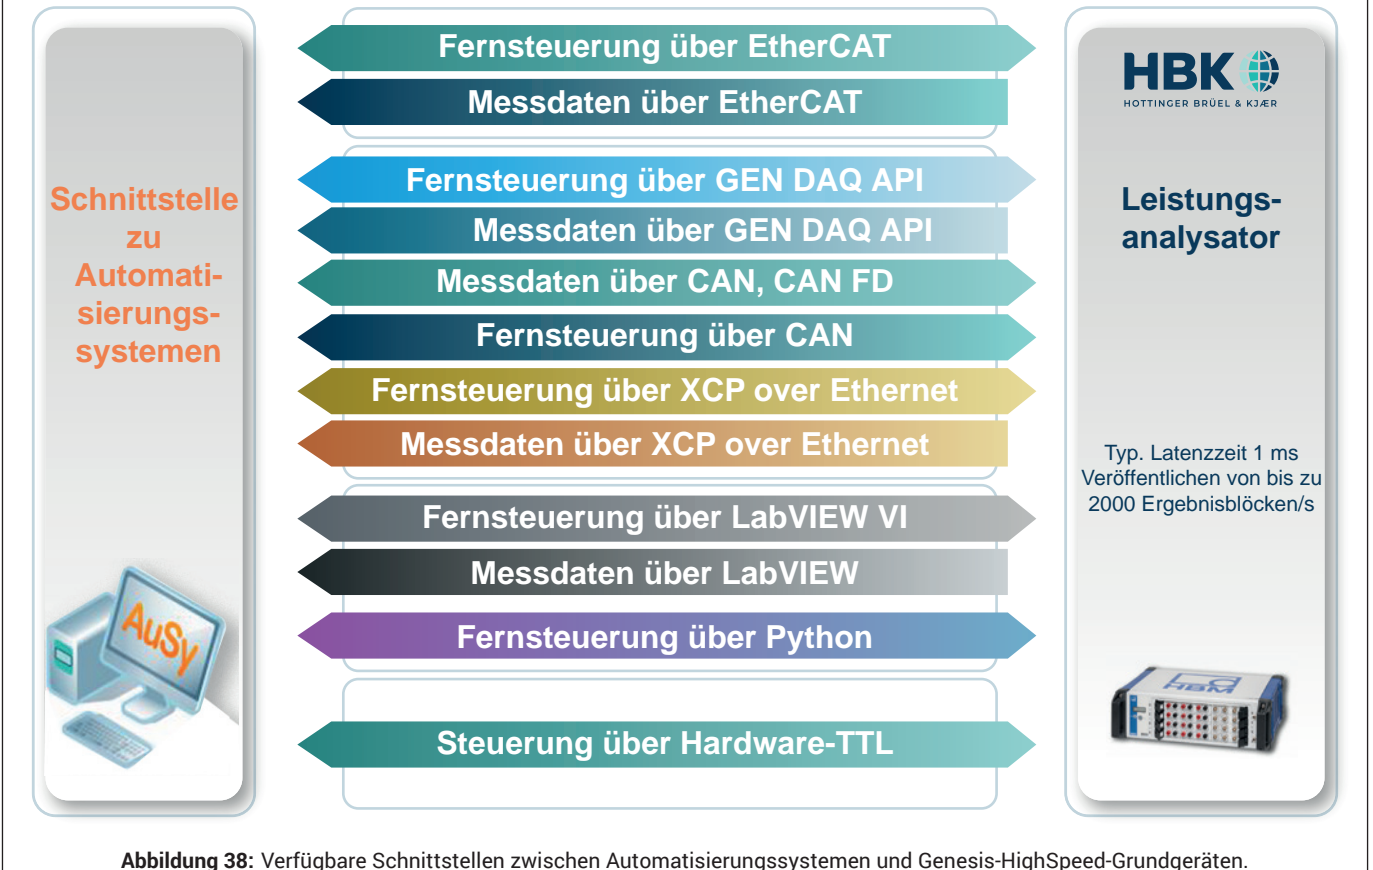 Schnittstelle
zu
Automati-
sierungs-
systemen
AuSy
Fernsteuerung über EtherCAT
Messdaten über EtherCAT
Fernsteuerung über GEN DAQ API
Messdaten über GEN DAQ API
Messdaten über CAN, CAN FD
Fernsteuerung über CAN
Fernsteuerung über XCP over Ethernet
Messdaten über XCP over Ethernet
Fernsteuerung über LabVIEW VI
Messdaten über LabVIEW
Fernsteuerung über Python
Steuerung über Hardware-TTL
HBK
HOTTINGER BRÜEL & KJÆR
Leistungs-
analysator
Typ. Latenzzeit 1 ms
Veröffentlichen von bis zu
2000 Ergebnisblöcken/s
HBM
Abbildung 38: Verfügbare Schnittstellen zwischen Automatisierungssystemen und Genesis-HighSpeed-Grundgeräten.